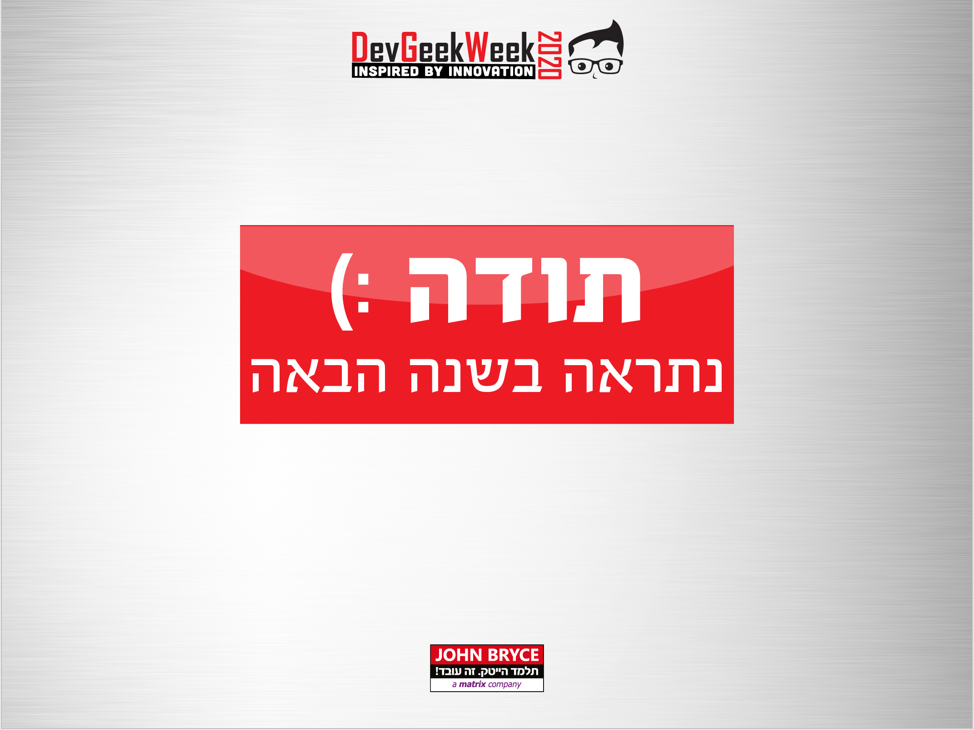 DevGeekWeek 2020
INSPIRED BY INNOVATION
תודה :)
נתראה בשנה הבאה
JOHN BRYCE
תלמד הייטק. זה עובד!
a matrix company